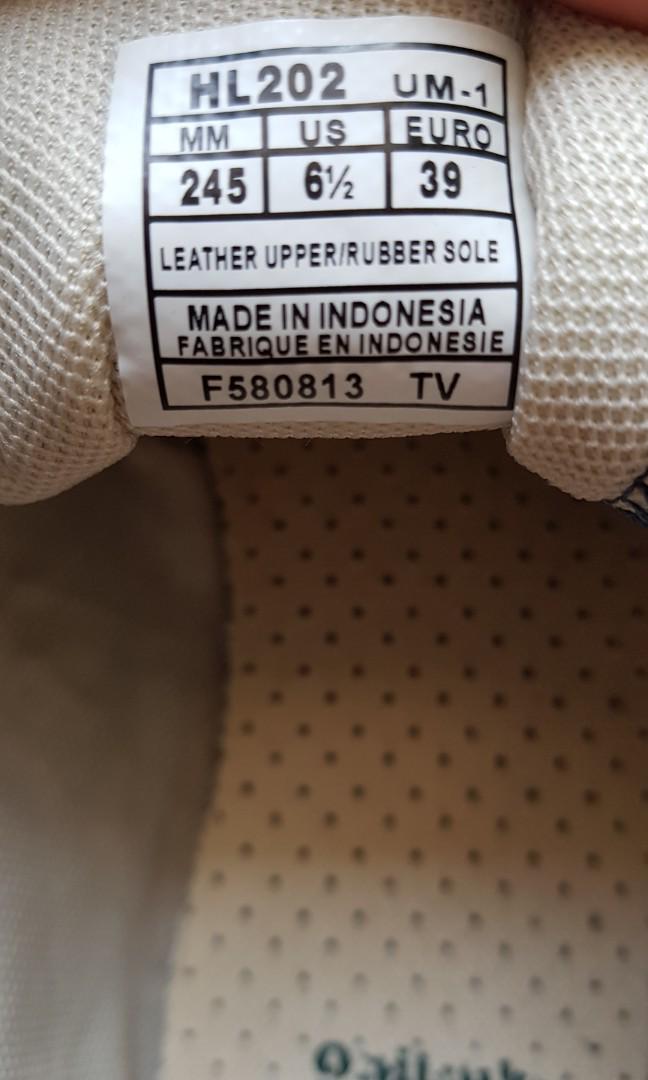 HL202 UM-1
MM US EURO
245 6½ 39
LEATHER UPPER/RUBBER SOLE
MADE IN INDONESIA
FABRIQUE EN INDONESIE
F580813 TV